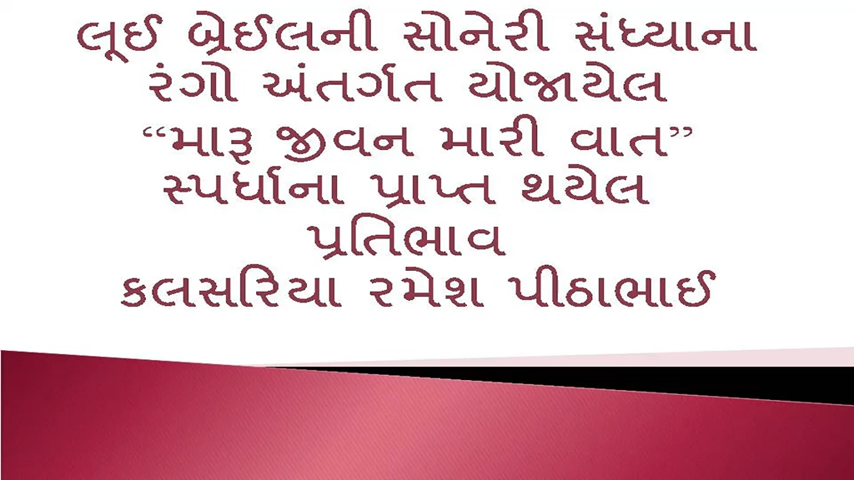 લૂઈ બ્રેઈલની સોનેરી સંધ્યાના
રંગો અંતર્ગત યોજાયેલ
“મારૂ જીવન મારી વાત”
સ્પર્ધાના પ્રાપ્ત થયેલ
પ્રતિભાવ
કલસરિયા રમેશ પીઠાભાઈ